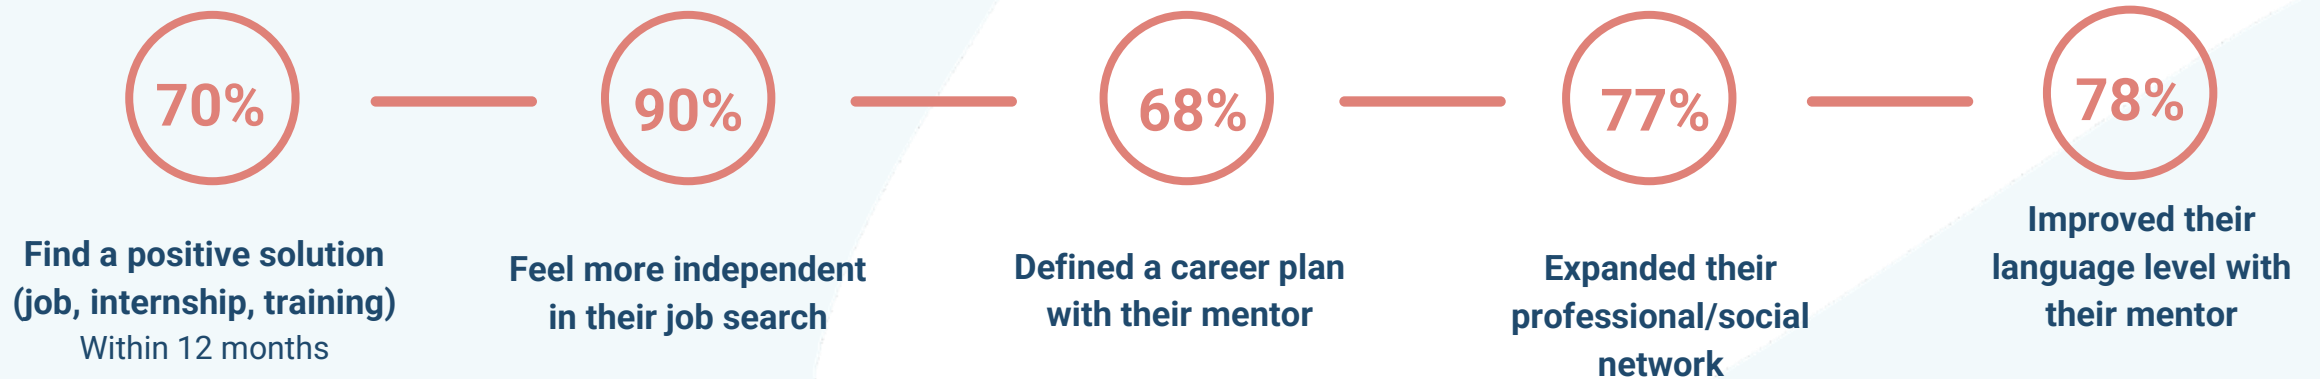 70%
Find a positive solution
(job, internship, training)
Within 12 months
90%
Feel more independent
in their job search
68%
Defined a career plan
with their mentor
77%
Expanded their
professional/social
network
78%
Improved their
language level with
their mentor